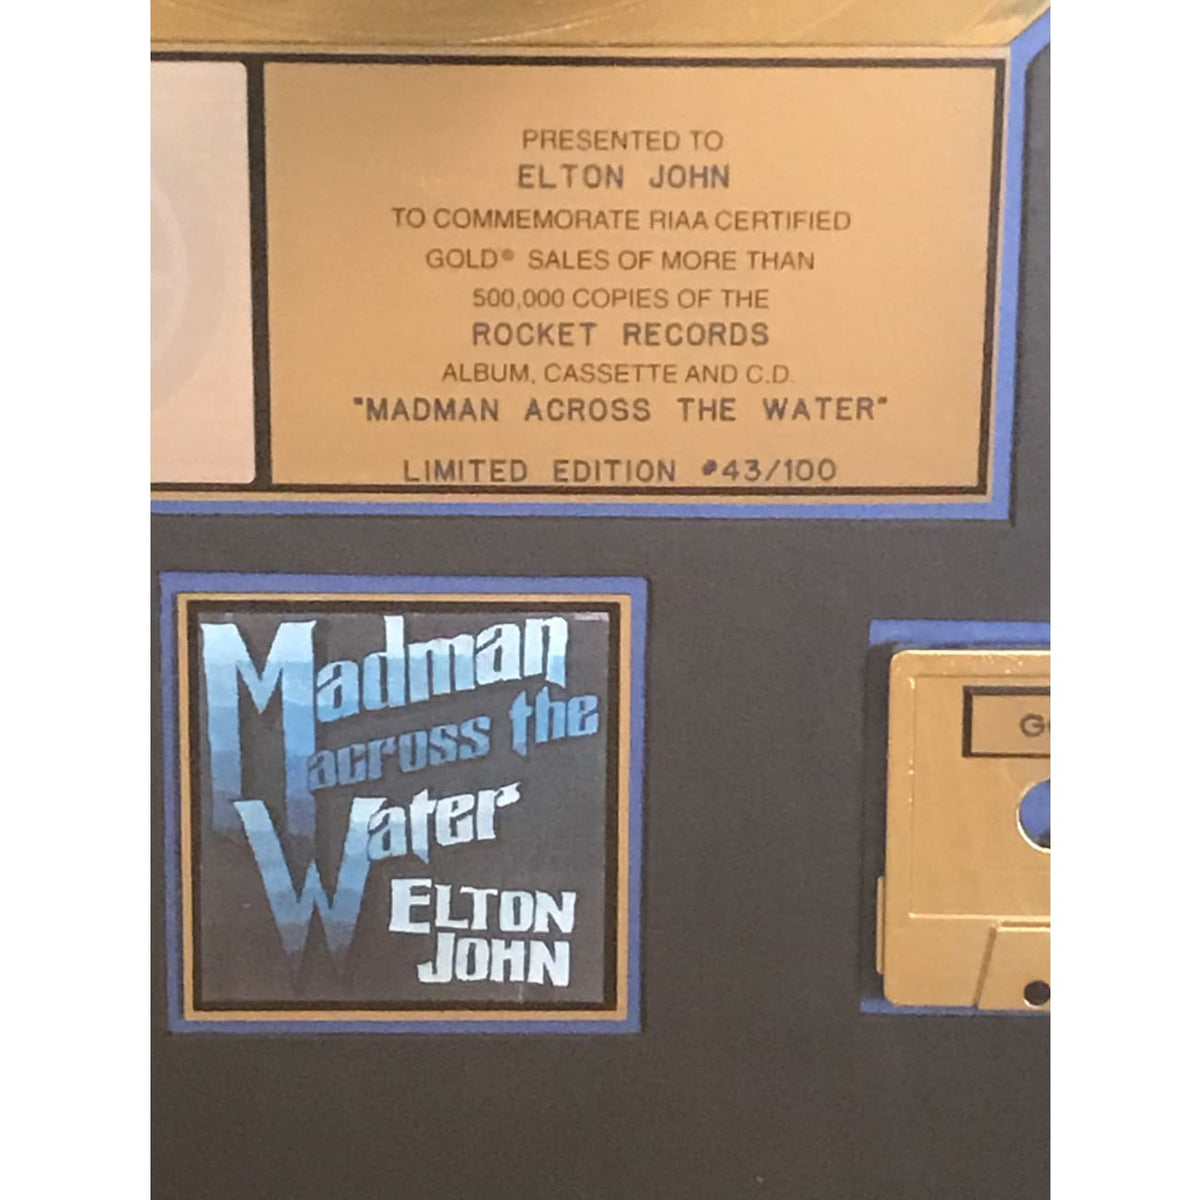 PRESENTED TO
ELTON JOHN
TO COMMEMORATE RIAA CERTIFIED
GOLD® SALES OF MORE THAN
500,000 COPIES OF THE
ROCKET RECORDS
ALBUM, CASSETTE AND C.D.
"MADMAN ACROSS THE WATER"
LIMITED EDITION #43/100
Madman
across the
Water
ELTON
JOHN